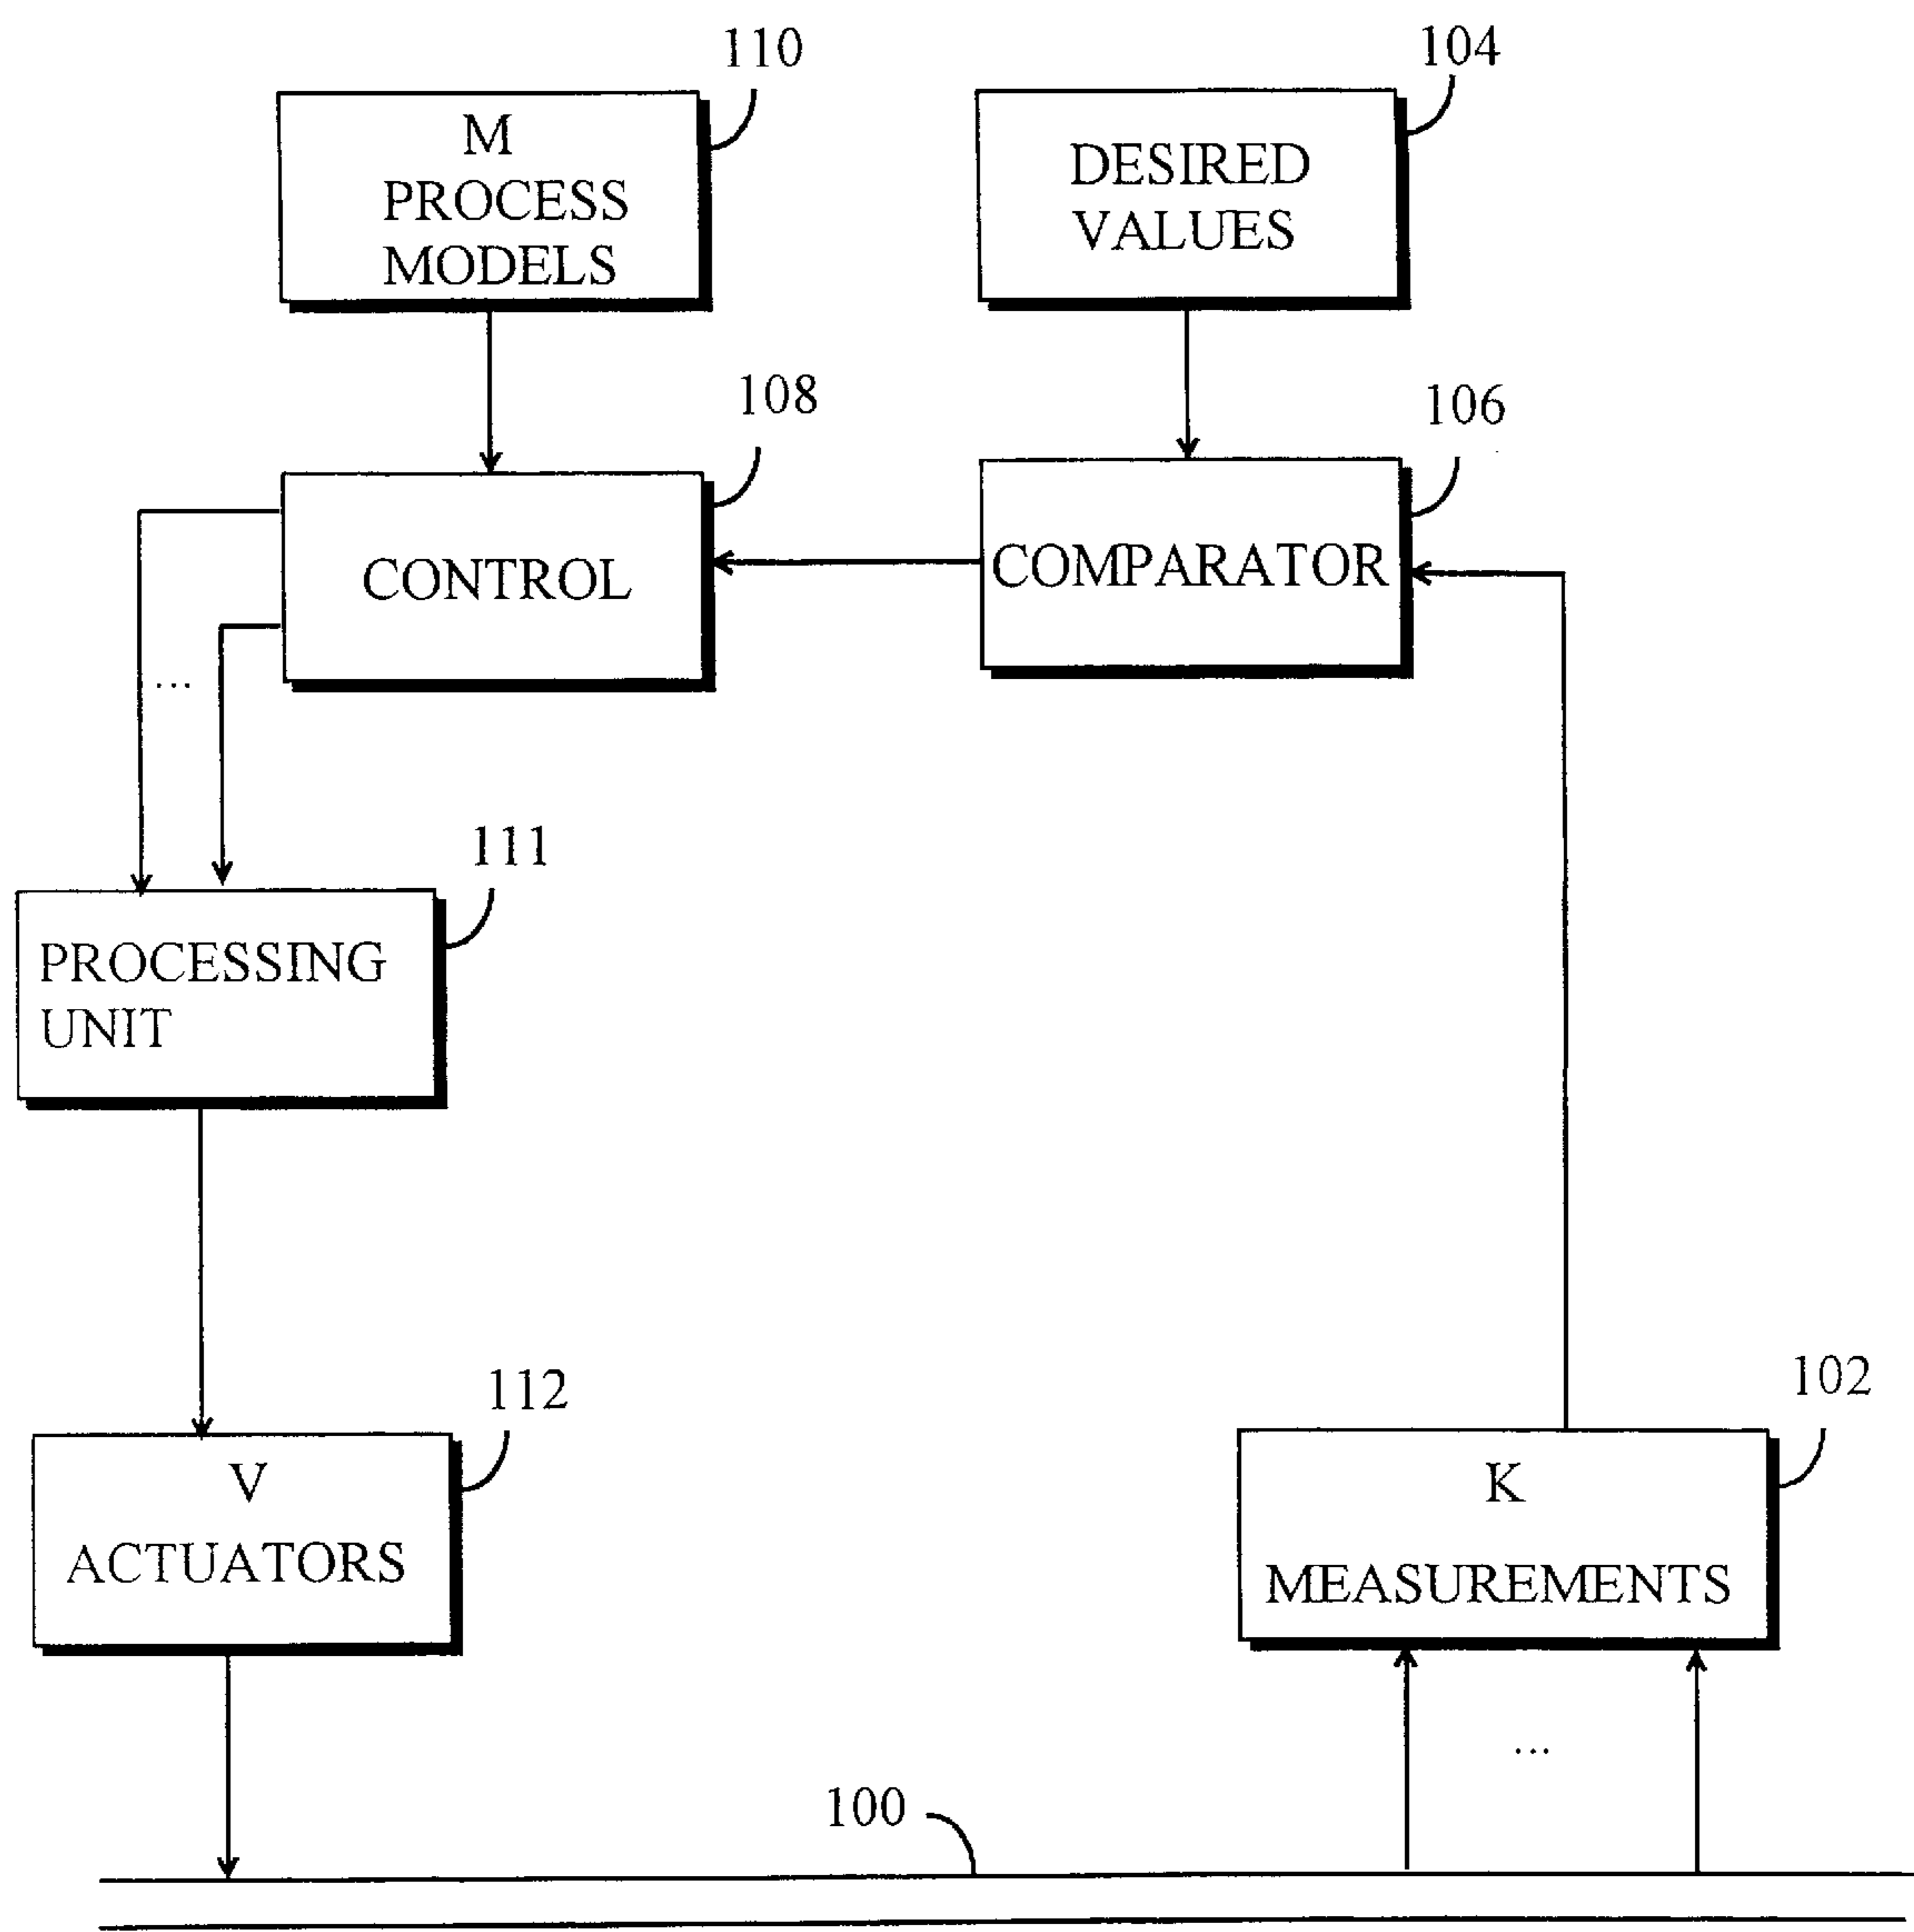 110
104
M
PROCESS
MODELS
DESIRED
VALUES
108
106
CONTROL
COMPARATOR
...
111
PROCESSING
UNIT
112
102
V
ACTUATORS
K
MEASUREMENTS
...
100